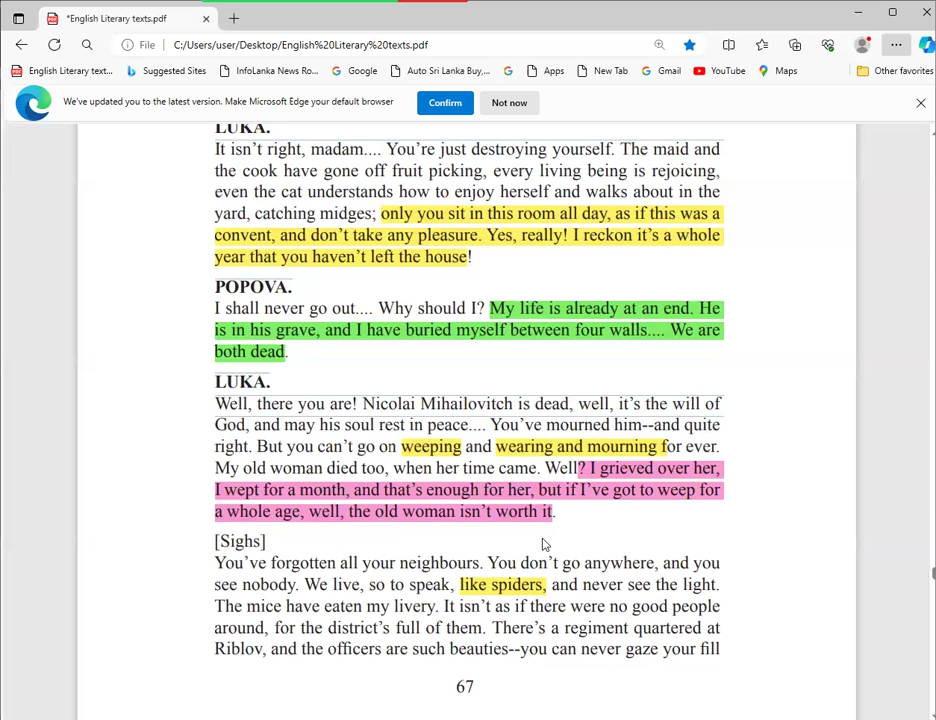 *English Literary texts.pdf
File
C:/Users/user/Desktop/English%20Literary%20texts.pdf
English Literary text... Suggested Sites InfoLanka News Ro... Google Auto Sri Lanka Buy,... Apps New Tab Gmail YouTube Maps Other favorites
We've updated you to the latest version. Make Microsoft Edge your default browser Confirm Not now
LUKA.
It isn't right, madam.... You're just destroying yourself. The maid and
the cook have gone off fruit picking, every living being is rejoicing,
even the cat understands how to enjoy herself and walks about in the
yard, catching midges; only you sit in this room all day, as if this was a
convent, and don't take any pleasure. Yes, really! I reckon it's a whole
year that you haven't left the house!
POPOVA.
I shall never go out.... Why should I? My life is already at an end. He
is in his grave, and I have buried myself between four walls.... We are
both dead.
LUKA.
Well, there you are! Nicolai Mihailovitch is dead, well, it's the will of
God, and may his soul rest in peace.... You've mourned him--and quite
right. But you can't go on weeping and wearing and mourning for ever.
My old woman died too, when her time came. Well? I grieved over her,
I wept for a month, and that's enough for her, but if I've got to weep for
a whole age, well, the old woman isn't worth it.
[Sighs]
You've forgotten all your neighbours. You don't go anywhere, and you
see nobody. We live, so to speak, like spiders, and never see the light.
The mice have eaten my livery. It isn't as if there were no good people
around, for the district's full of them. There's a regiment quartered at
Riblov, and the officers are such beauties--you can never gaze your fill
67